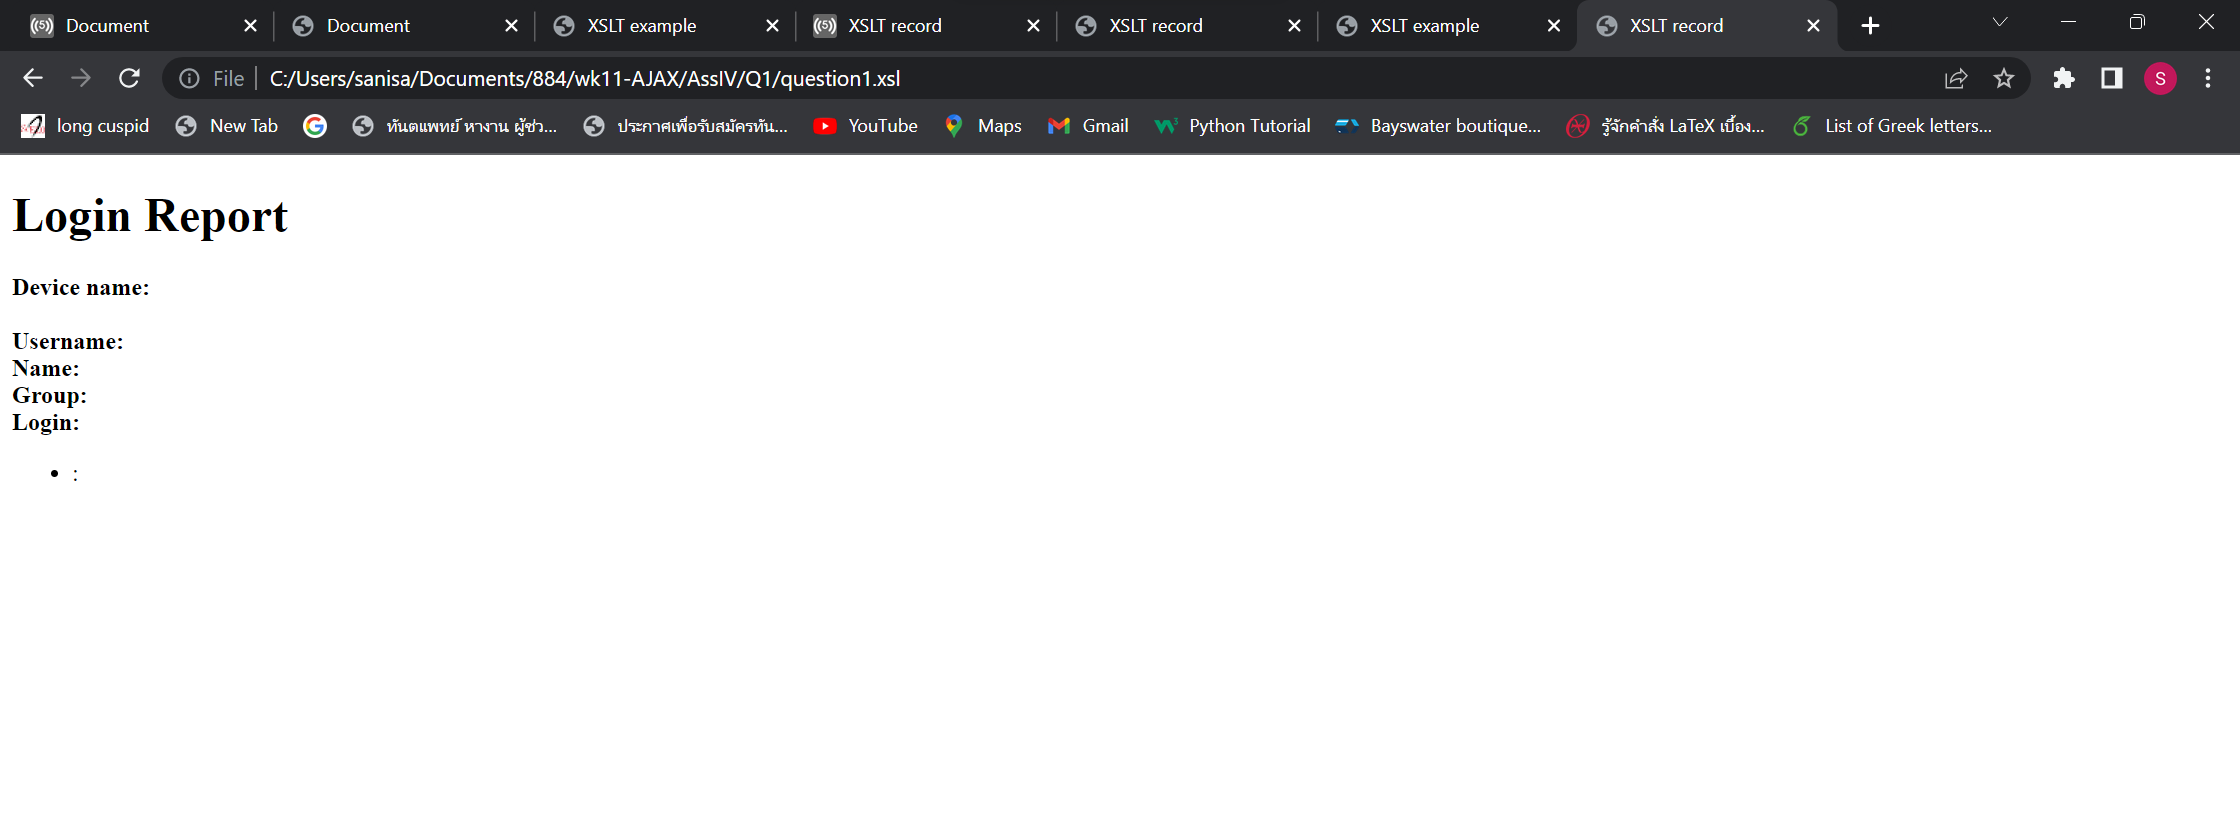 Document
Document
XSLT example
XSLT record
XSLT record
XSLT example
XSLT record
File
C:/Users/sanisa/Documents/884/wk11-AJAX/AssIV/Q1/question1.xsl
S
long cuspid
New Tab
ทันตแพทย์ หางาน ผู้ช่ว...
ประกาศเพื่อรับสมัครทัน...
YouTube
Maps
Gmail
Python Tutorial
Bayswater boutique...
รู้จักคำสั่ง LaTeX เบื้อง...
List of Greek letters...
Login Report
Device name:
Username:
Name:
Group:
Login:
• :